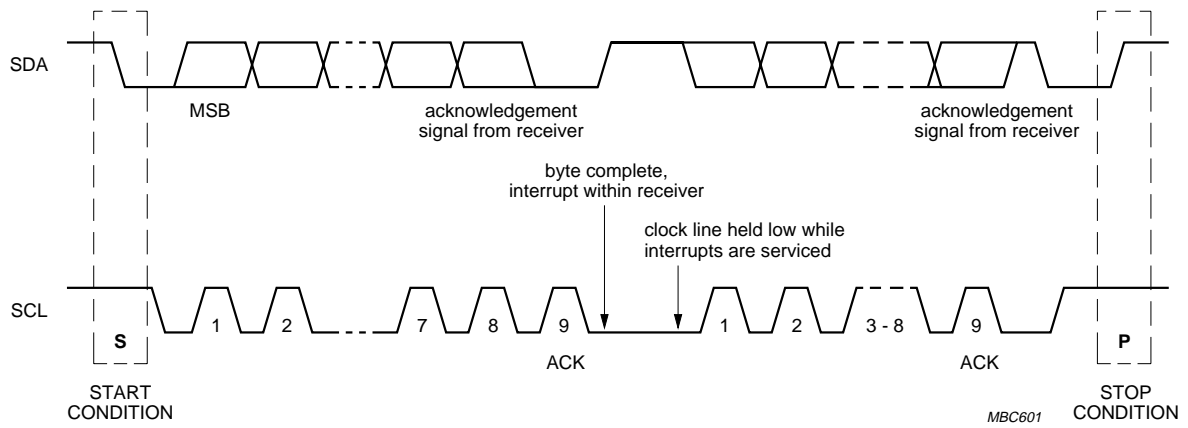 SDA
MSB
acknowledgement
signal from receiver
acknowledgement
signal from receiver
byte complete,
interrupt within receiver
clock line held low while
interrupts are serviced
SCL
S
1
2
7
8
9
1
2
3 - 8
9
P
ACK
ACK
START
CONDITION
MBC601
STOP
CONDITION